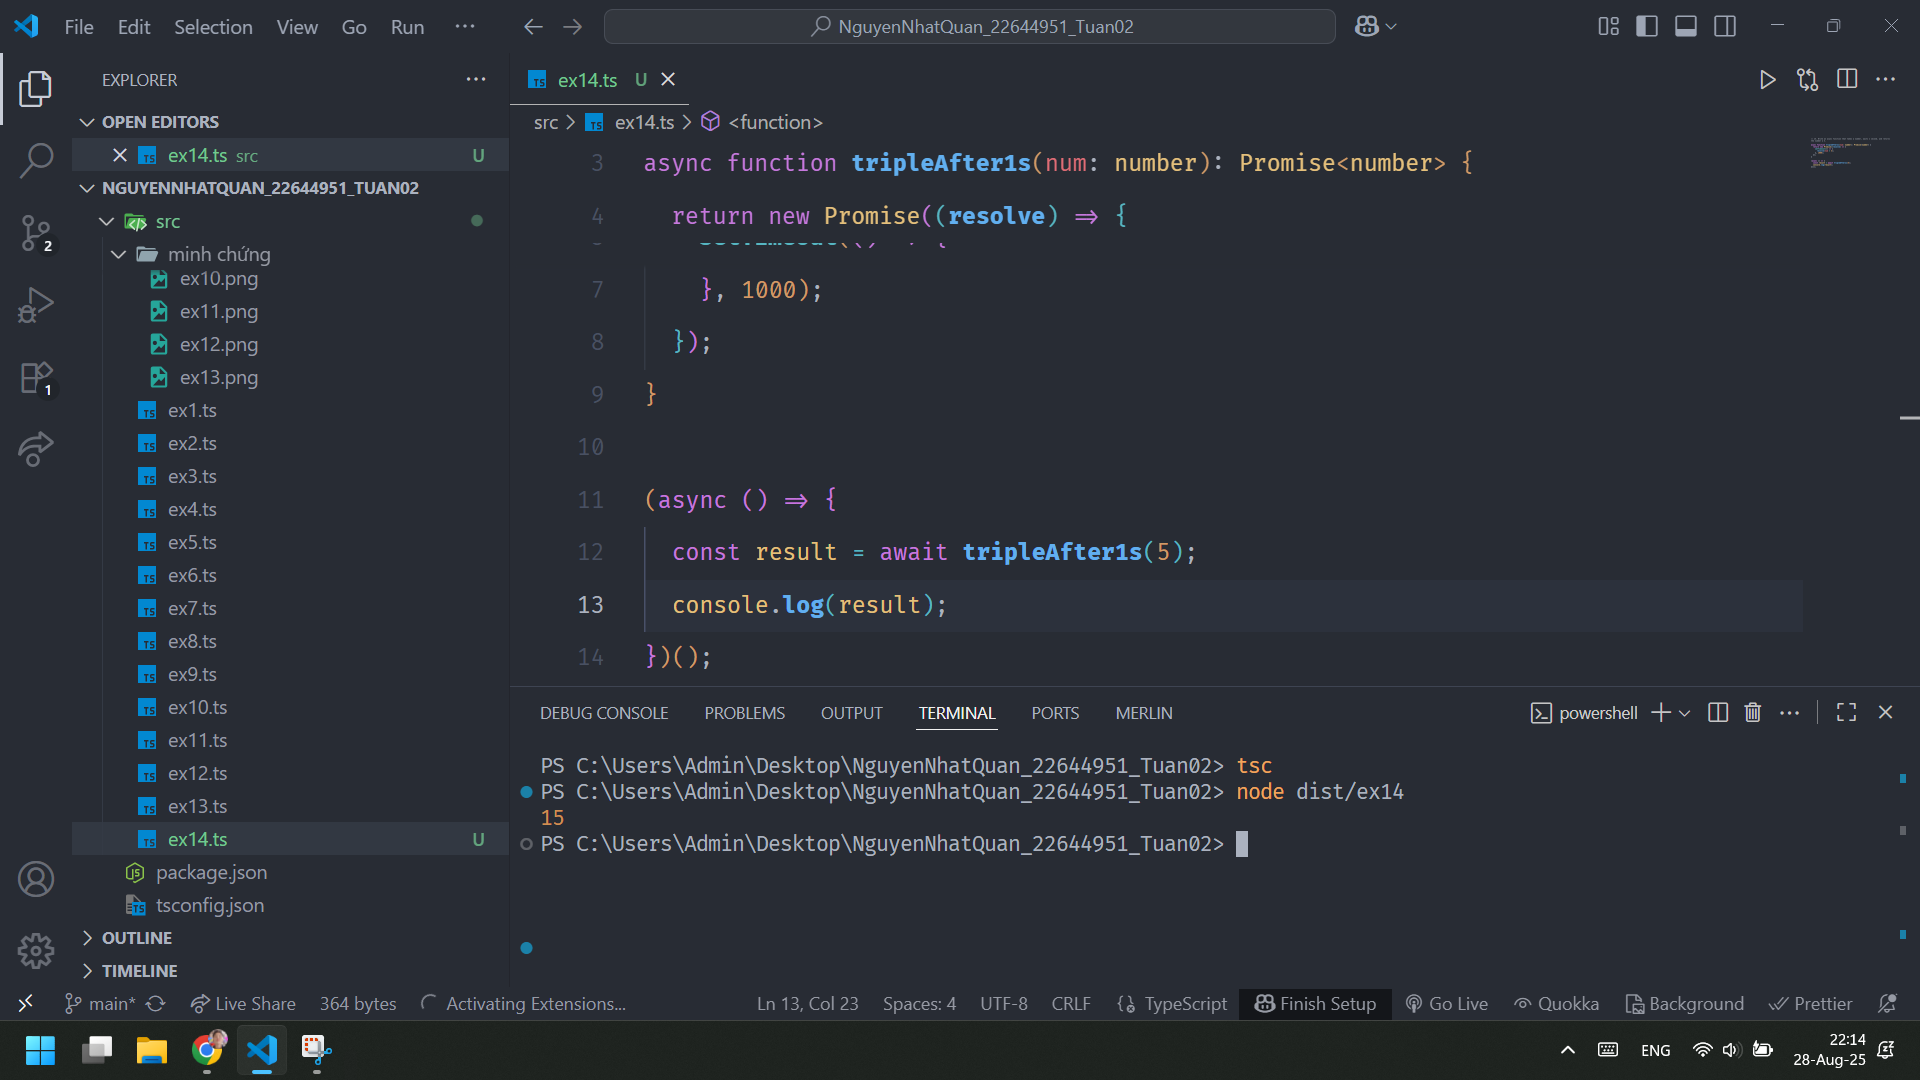 File Edit Selection View Go Run ···
NguyenNhatQuan_22644951_Tuan02
EXPLORER
OPEN EDITORS
ex14.ts src U
NGUYENNHATQUAN_22644951_TUAN02
src
minh chứng
ex10.png
ex11.png
ex12.png
ex13.png
ex1.ts
ex2.ts
ex3.ts
ex4.ts
ex5.ts
ex6.ts
ex7.ts
ex8.ts
ex9.ts
ex10.ts
ex11.ts
ex12.ts
ex13.ts
ex14.ts U
package.json
tsconfig.json
OUTLINE
TIMELINE
2
1
ex14.ts U
src > ex14.ts > <function>
3 async function tripleAfter1s(num: number): Promise<number> {
4 return new Promise((resolve) => {
7 }, 1000);
8 });
9 }
10
11 (async () => {
12 const result = await tripleAfter1s(5);
13 console.log(result);
14 })();
DEBUG CONSOLE PROBLEMS OUTPUT TERMINAL PORTS MERLIN
powershell
PS C:\Users\Admin\Desktop\NguyenNhatQuan_22644951_Tuan02> tsc
PS C:\Users\Admin\Desktop\NguyenNhatQuan_22644951_Tuan02> node dist/ex14
15
PS C:\Users\Admin\Desktop\NguyenNhatQuan_22644951_Tuan02>
main* Live Share 364 bytes Activating Extensions... Ln 13, Col 23 Spaces: 4 UTF-8 CRLF TypeScript Finish Setup Go Live Quokka Background Prettier
ENG
22:14
28-Aug-25